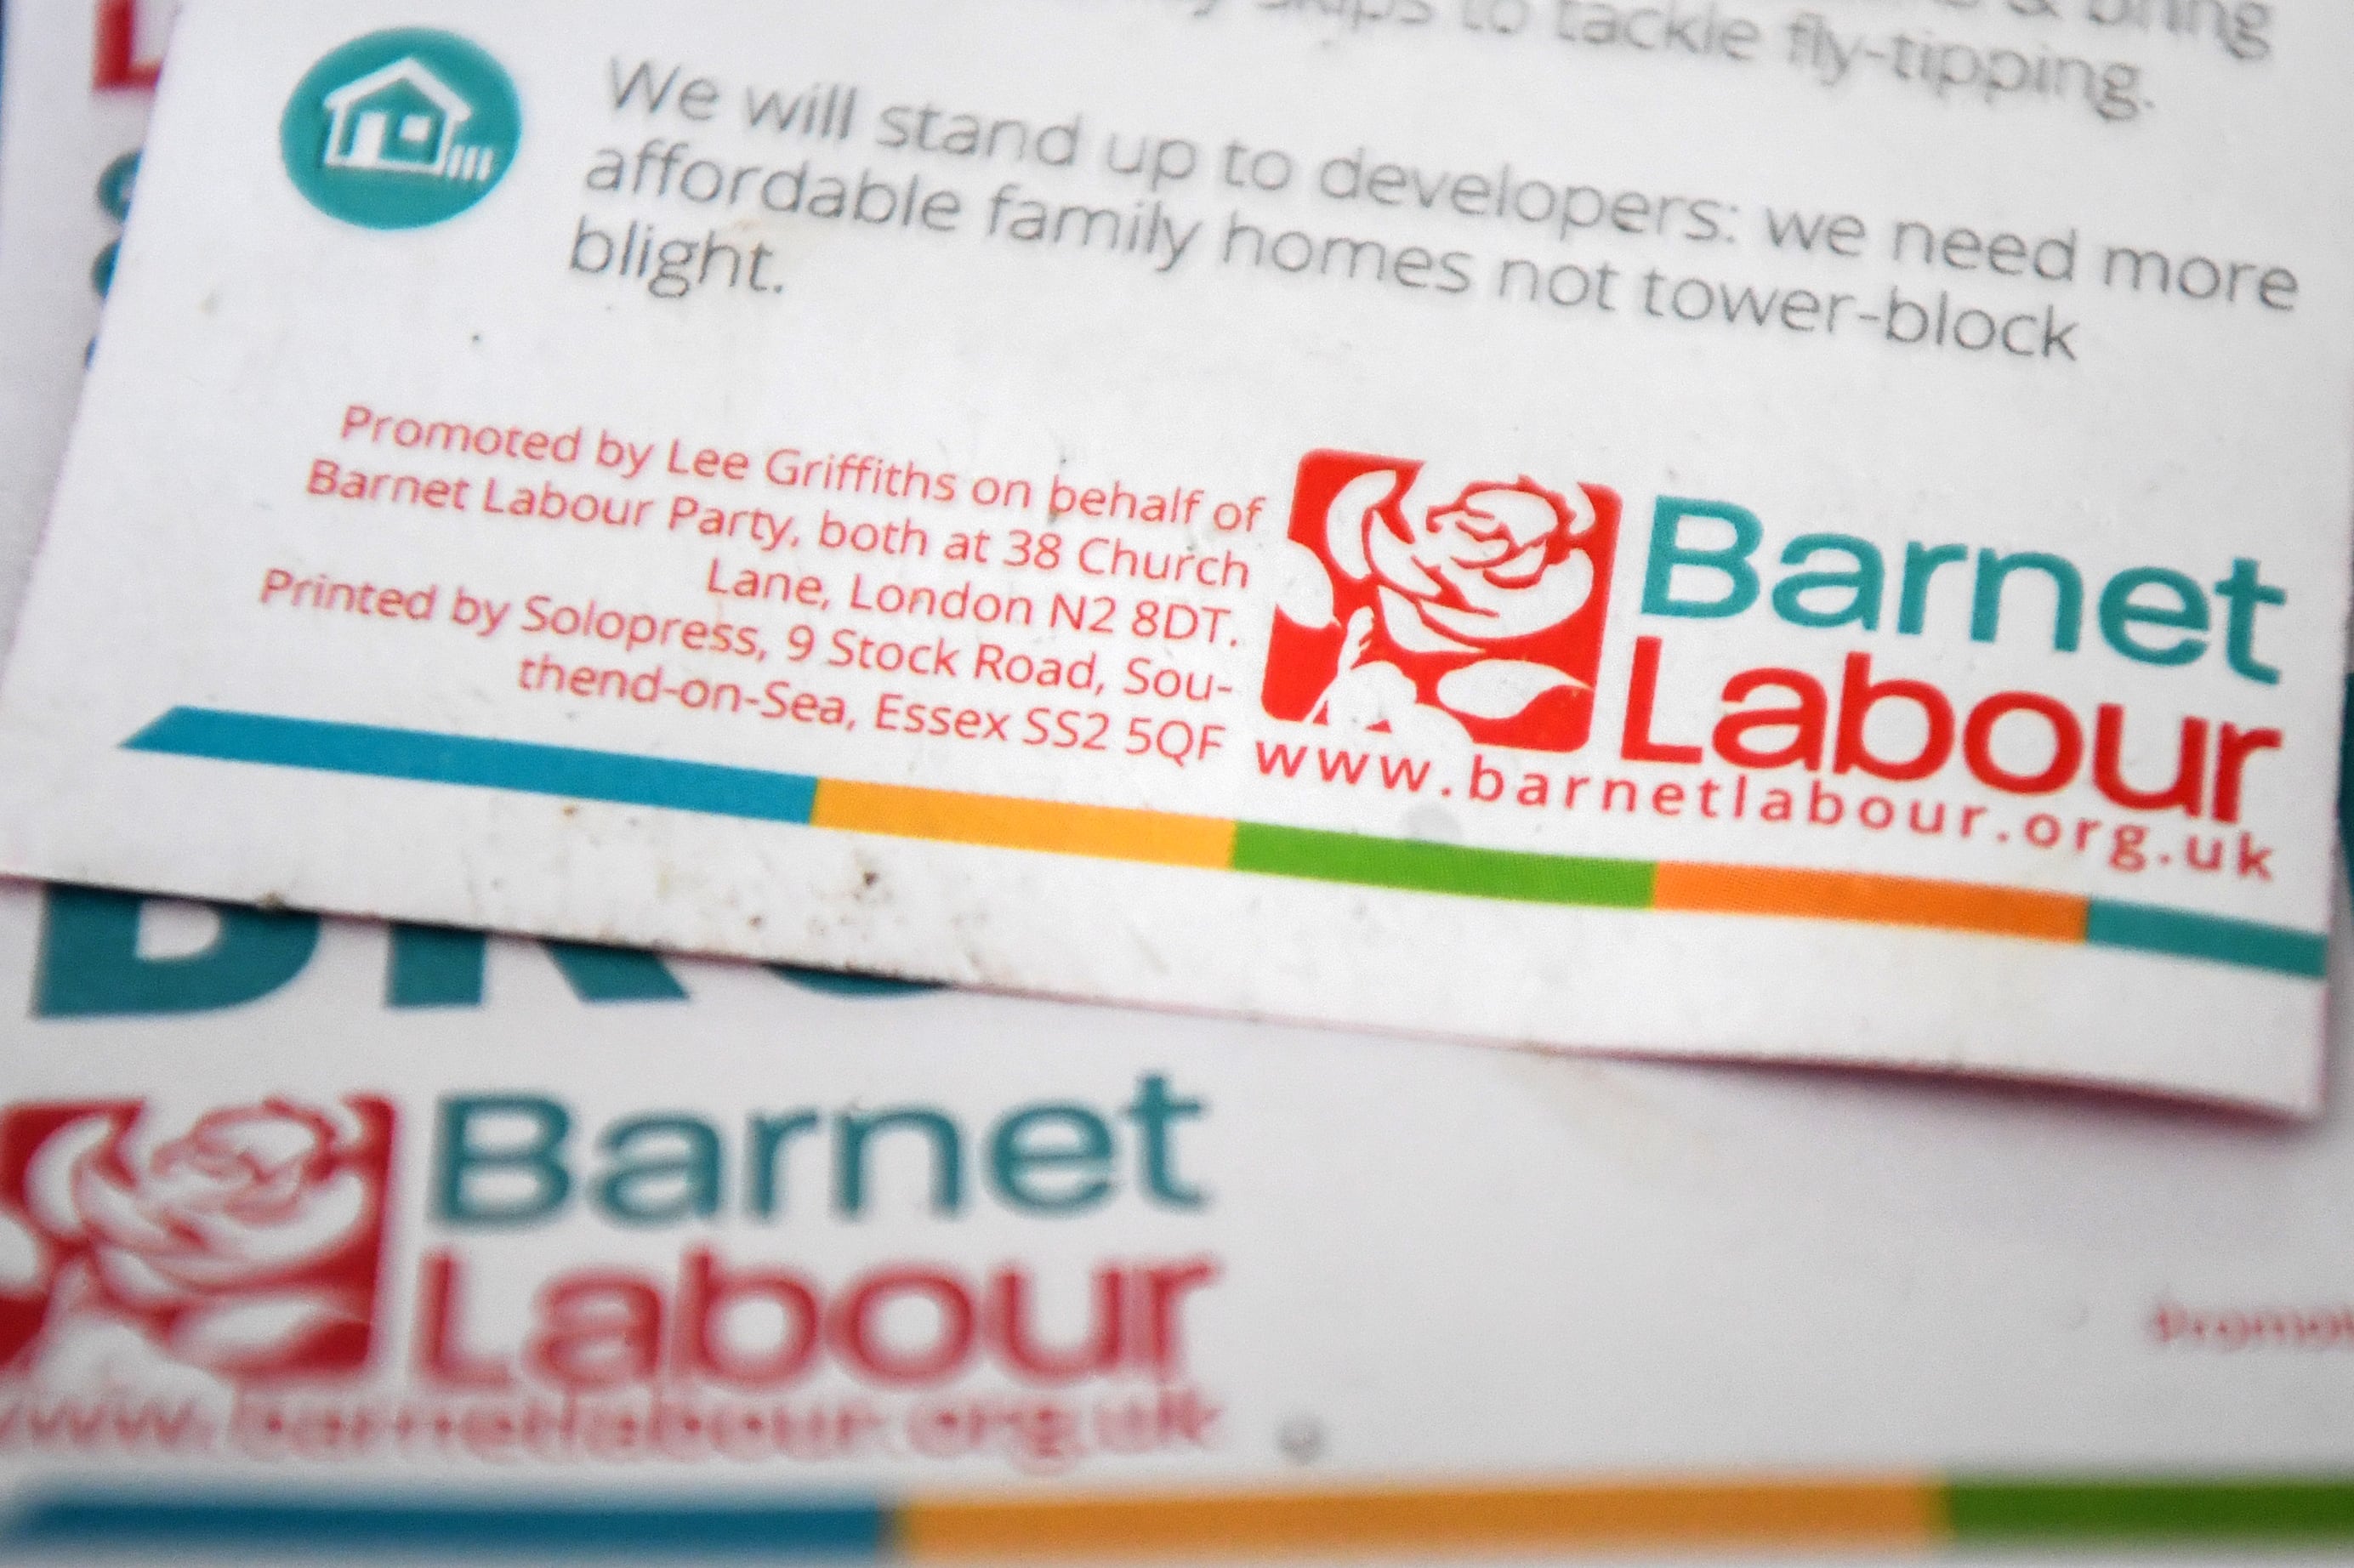 & bring
skips to tackle fly-tipping.
We will stand up to developers: we need more
affordable family homes not tower-block
blight.
Promoted by Lee Griffiths on behalf of
Barnet Labour Party, both at 38 Church
Lane, London N2 8DT.
Printed by Solopress, 9 Stock Road, Sou-
thend-on-Sea, Essex SS2 5QF
Barnet
Labour
www.barnetlabour.org.uk
Barnet
Labour
www.barnetlabour.org.uk